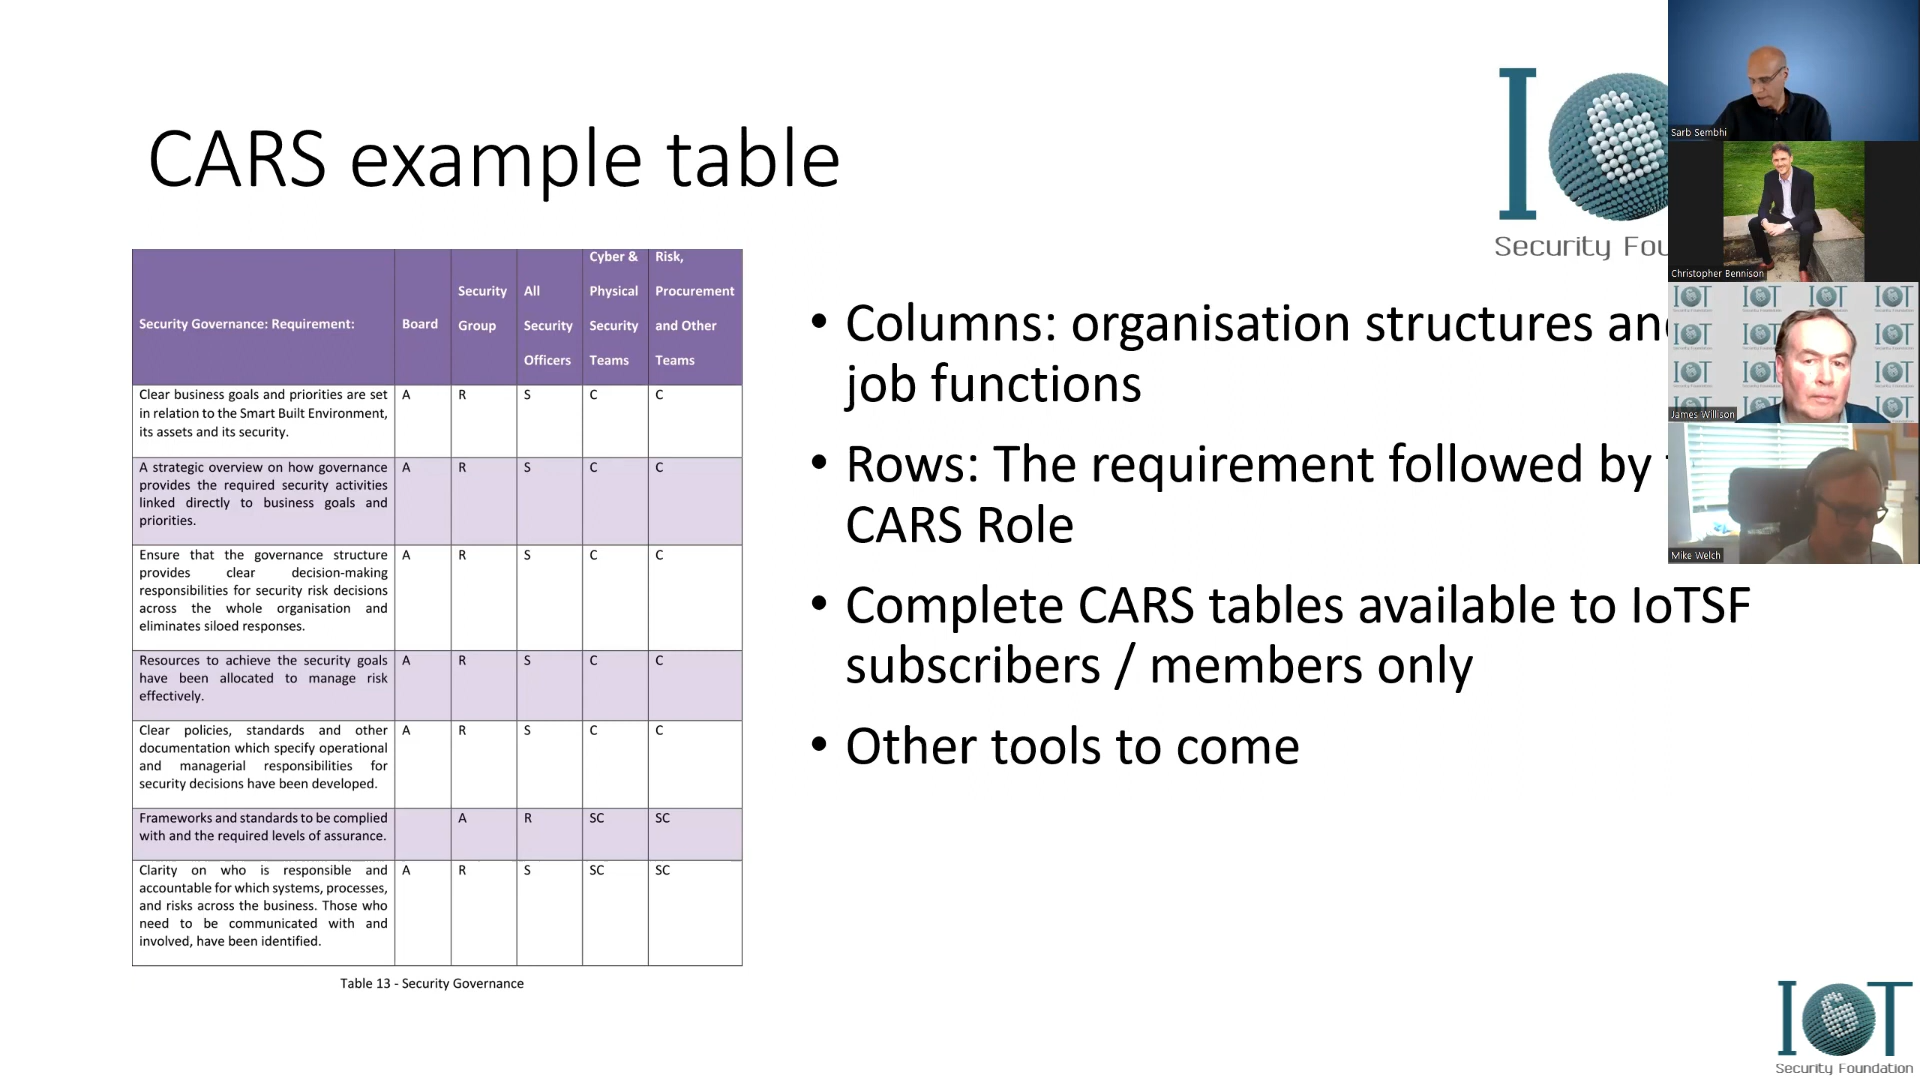 CARS example table
IOT
Security Fou
Security Governance: Requirement:
Board
Security
Group
All
Security
Officers
Cyber &
Physical
Security
Teams
Risk,
Procurement
and Other
Teams
Clear business goals and priorities are set
in relation to the Smart Built Environment,
its assets and its security.
A
R
S
C
C
A strategic overview on how governance
provides the required security activities
linked directly to business goals and
priorities.
A
R
S
C
C
Ensure that the governance structure
provides clear decision-making
responsibilities for security risk decisions
across the whole organisation and
eliminates siloed responses.
A
R
S
C
C
Resources to achieve the security goals
have been allocated to manage risk
effectively.
A
R
S
C
C
Clear policies, standards and other
documentation which specify operational
and managerial responsibilities for
security decisions have been developed.
A
R
S
C
C
Frameworks and standards to be complied
with and the required levels of assurance.
A
R
SC
SC
Clarity on who is responsible and
accountable for which systems, processes,
and risks across the business. Those who
need to be communicated with and
involved, have been identified.
A
R
S
SC
SC
Table 13 - Security Governance
• Columns: organisation structures and
job functions
• Rows: The requirement followed by
CARS Role
• Complete CARS tables available to IoTSF
subscribers / members only
• Other tools to come
Sarb Sembhi
Christopher Bennison
IOT IOT IOT IOT
James Willison
Mike Welch
IOT
Security Foundation